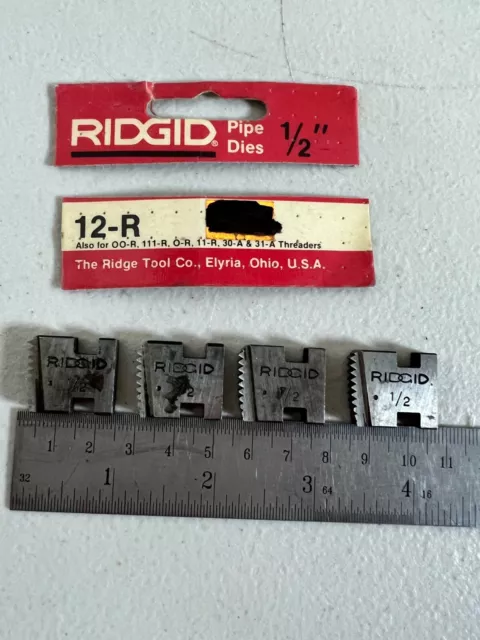 RIDGID® Pipe Dies 1/2"
12-R
Also for OO-R, 111-R, O-R, 11-R, 30-A & 31-A Threaders
The Ridge Tool Co., Elyria, Ohio, U.S.A.
RIDGID RIDGID RIDGID RIDGID
1/2
1 2 3 4 5 6 7 8 9 10 11
32 1 2 3 64 4 16